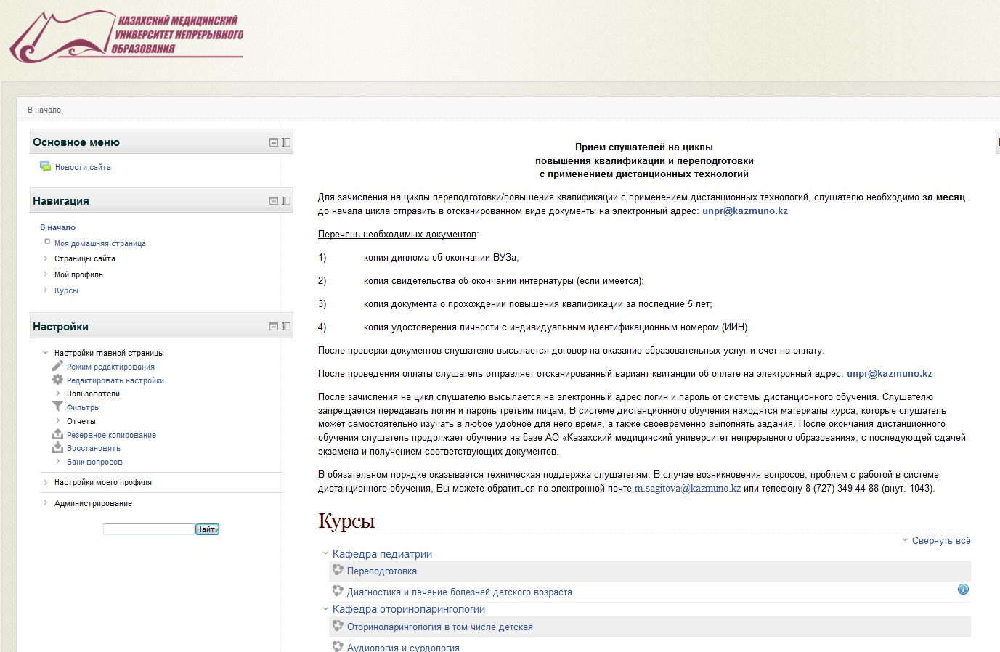 КАЗАХСКИЙ МЕДИЦИНСКИЙ
УНИВЕРСИТЕТ НЕПРЕРЫВНОГО
ОБРАЗОВАНИЯ
В начало
Основное меню
Новости сайта
Навигация
В начало
Моя домашняя страница
Страницы сайта
Мой профиль
Курсы
Настройки
Настройки главной страницы
Режим редактирования
Редактировать настройки
Пользователи
Фильтры
Отчеты
Резервное копирование
Восстановить
Банк вопросов
Настройки моего профиля
Администрирование
Найти
Прием слушателей на циклы
повышения квалификации и переподготовки
с применением дистанционных технологий
Для зачисления на циклы переподготовки/повышения квалификации с применением дистанционных технологий, слушателю необходимо за месяц
до начала цикла отправить в отсканированном виде документы на электронный адрес: unpr@kazmuno.kz
Перечень необходимых документов:
1) копия диплома об окончании ВУЗа;
2) копия свидетельства об окончании интернатуры (если имеется);
3) копия документа о прохождении повышения квалификации за последние 5 лет;
4) копия удостоверения личности с индивидуальным идентификационным номером (ИИН).
После проверки документов слушателю высылается договор на оказание образовательных услуг и счет на оплату.
После проведения оплаты слушатель отправляет отсканированный вариант квитанции об оплате на электронный адрес: unpr@kazmuno.kz
После зачисления на цикл слушателю высылается на электронный адрес логин и пароль от системы дистанционного обучения. Слушателю
запрещается передавать логин и пароль третьим лицам. В системе дистанционного обучения находятся материалы курса, которые слушатель
может самостоятельно изучать в любое удобное для него время, а также своевременно выполнять задания. После окончания дистанционного
обучения слушатель продолжает обучение на базе АО «Казахский медицинский университет непрерывного образования», с последующей сдачей
экзамена и получением соответствующих документов.
В обязательном порядке оказывается техническая поддержка слушателям. В случае возникновения вопросов, проблем с работой в системе
дистанционного обучения, Вы можете обратиться по электронной почте m.sagitova@kazmuno.kz или телефону 8 (727) 349-44-88 (внут. 1043).
Курсы
Свернуть всё
Кафедра педиатрии
Переподготовка
Диагностика и лечение болезней детского возраста
Кафедра оториноларингологии
Оториноларингология в том числе детская
Аудиология и сурдология